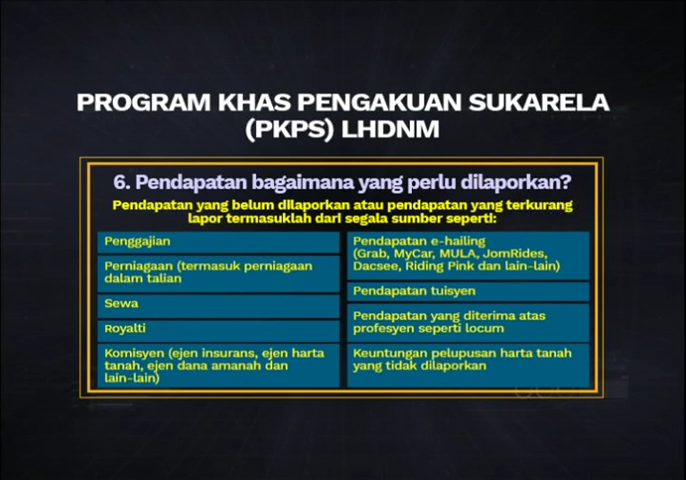 PROGRAM KHAS PENGAKUAN SUKARELA
(PKPS) LHDNM
6. Pendapatan bagaimana yang perlu dilaporkan?
Pendapatan yang belum dilaporkan atau pendapatan yang terkurang
lapor termasuklah dari segala sumber seperti:
Penggajian
Perniagaan (termasuk perniagaan
dalam talian
Sewa
Royalti
Komisyen (ejen insurans, ejen harta
tanah, ejen dana amanah dan
lain-lain)
Pendapatan e-hailing
(Grab, MyCar, MULA, JomRides,
Dacsee, Riding Pink dan lain-lain)
Pendapatan tuisyen
Pendapatan yang diterima atas
profesyen seperti locum
Keuntungan pelupusan harta tanah
yang tidak dilaporkan